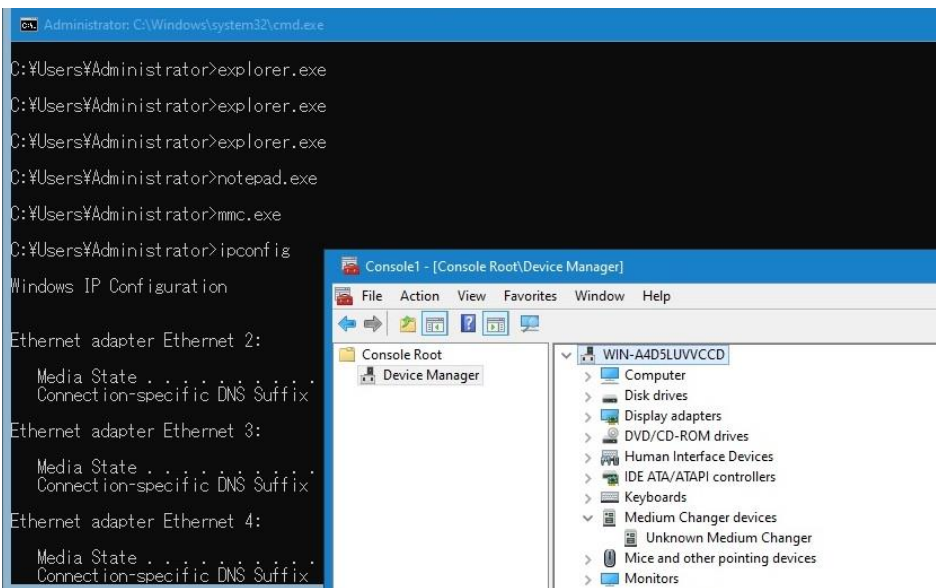 Administrator: C:\Windows\system32\cmd.exe
C:¥Users¥Administrator>explorer.exe
C:¥Users¥Administrator>explorer.exe
C:¥Users¥Administrator>explorer.exe
C:¥Users¥Administrator>notepad.exe
C:¥Users¥Administrator>mmc.exe
C:¥Users¥Administrator>ipconfig
Windows IP Configuration
Ethernet adapter Ethernet 2:
Media State . . . . . . . . . .
Connection-specific DNS Suffix
Ethernet adapter Ethernet 3:
Media State . . . . . . . . . .
Connection-specific DNS Suffix
Ethernet adapter Ethernet 4:
Media State . . . . . . . . . .
Connection-specific DNS Suffix
Console1 - [Console Root\Device Manager]
File Action View Favorites Window Help
Console Root
Device Manager
WIN-A4D5LUVVCCD
Computer
Disk drives
Display adapters
DVD/CD-ROM drives
Human Interface Devices
IDE ATA/ATAPI controllers
Keyboards
Medium Changer devices
Unknown Medium Changer
Mice and other pointing devices
Monitors